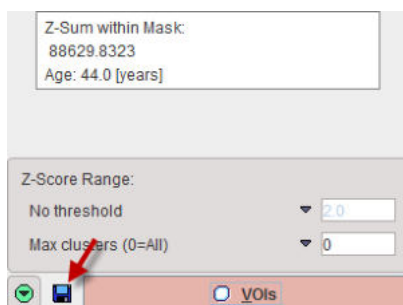 Z-Sum within Mask:
88629.8323
Age: 44.0 [years]
Z-Score Range:
No threshold 2.0
Max clusters (0=All) 0
VOIs